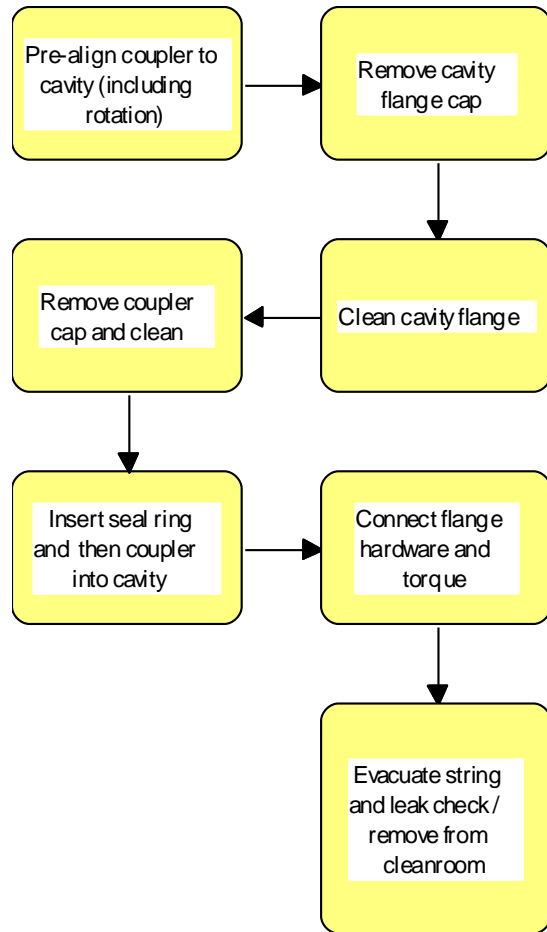 Pre-align coupler to
cavity (including
rotation)
Remove cavity
flange cap
Clean cavity flange
Remove coupler
cap and clean
Insert seal ring
and then coupler
into cavity
Connect flange
hardware and
torque
Evacuate string
and leak check /
remove from
cleanroom